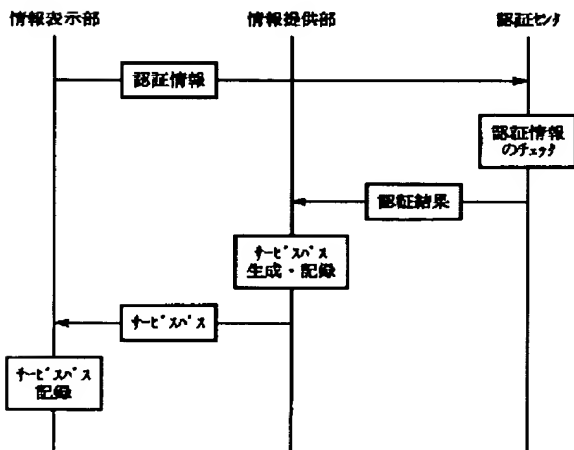 情報表示部
情報提供部
認証ｾﾝﾀ
認証情報
認証情報
のﾁｪｯｸ
認証結果
ｻｰﾋﾞｽﾊﾟｽ
生成・記録
ｻｰﾋﾞｽﾊﾟｽ
ｻｰﾋﾞｽﾊﾟｽ
記録